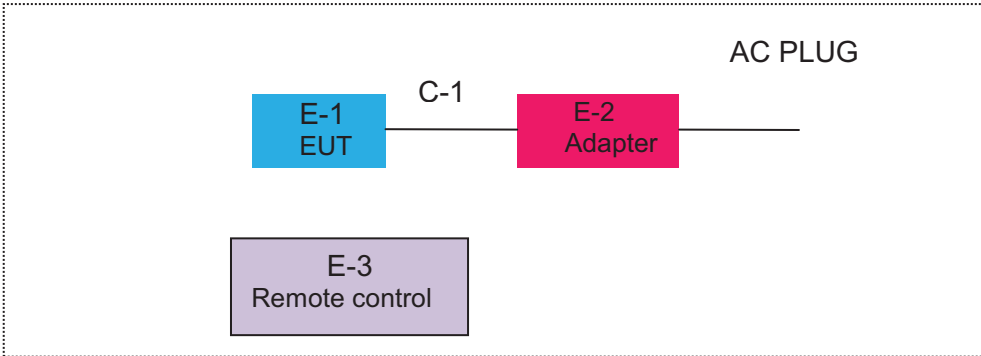 AC PLUG
C-1
E-1
EUT
E-2
Adapter
E-3
Remote control